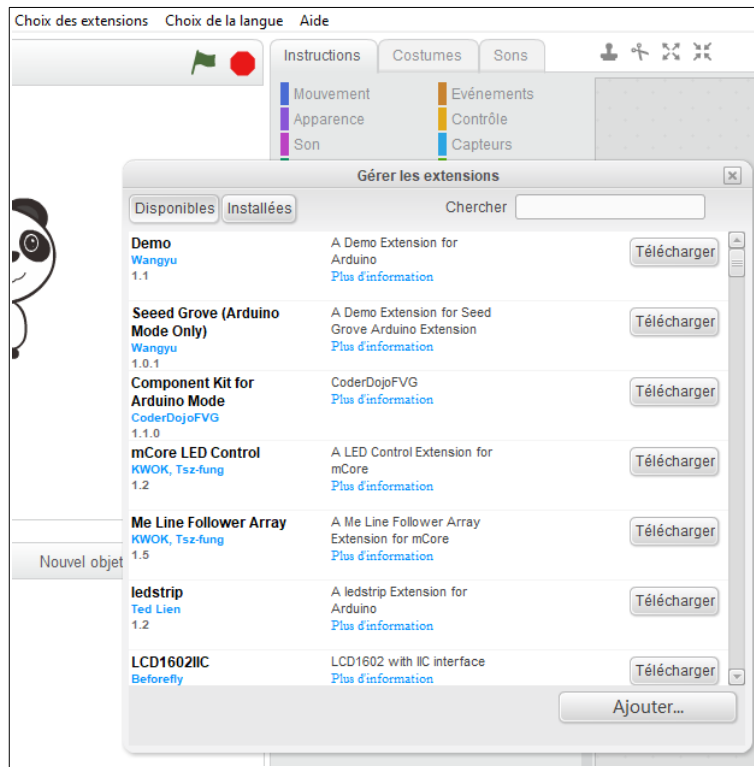 Choix des extensions Choix de la langue Aide
Instructions Costumes Sons
Mouvement Evénements
Apparence Contrôle
Son Capteurs
Gérer les extensions
Disponibles Installées Chercher
Demo
Wangyu
1.1
A Demo Extension for
Arduino
Plus d'information
Télécharger
Seeed Grove (Arduino
Mode Only)
Wangyu
1.0.1
A Demo Extension for Seed
Grove Arduino Extension
Plus d'information
Télécharger
Component Kit for
Arduino Mode
CoderDojoFVG
1.1.0
CoderDojoFVG
Plus d'information
Télécharger
mCore LED Control
KWOK, Tsz-fung
1.2
A LED Control Extension for
mCore
Plus d'information
Télécharger
Me Line Follower Array
KWOK, Tsz-fung
1.5
A Me Line Follower Array
Extension for mCore
Plus d'information
Télécharger
ledstrip
Ted Lien
1.2
A ledstrip Extension for
Arduino
Plus d'information
Télécharger
LCD1602IIC
Beforefly
LCD1602 with IIC interface
Plus d'information
Télécharger
Nouvel objet
Ajouter...